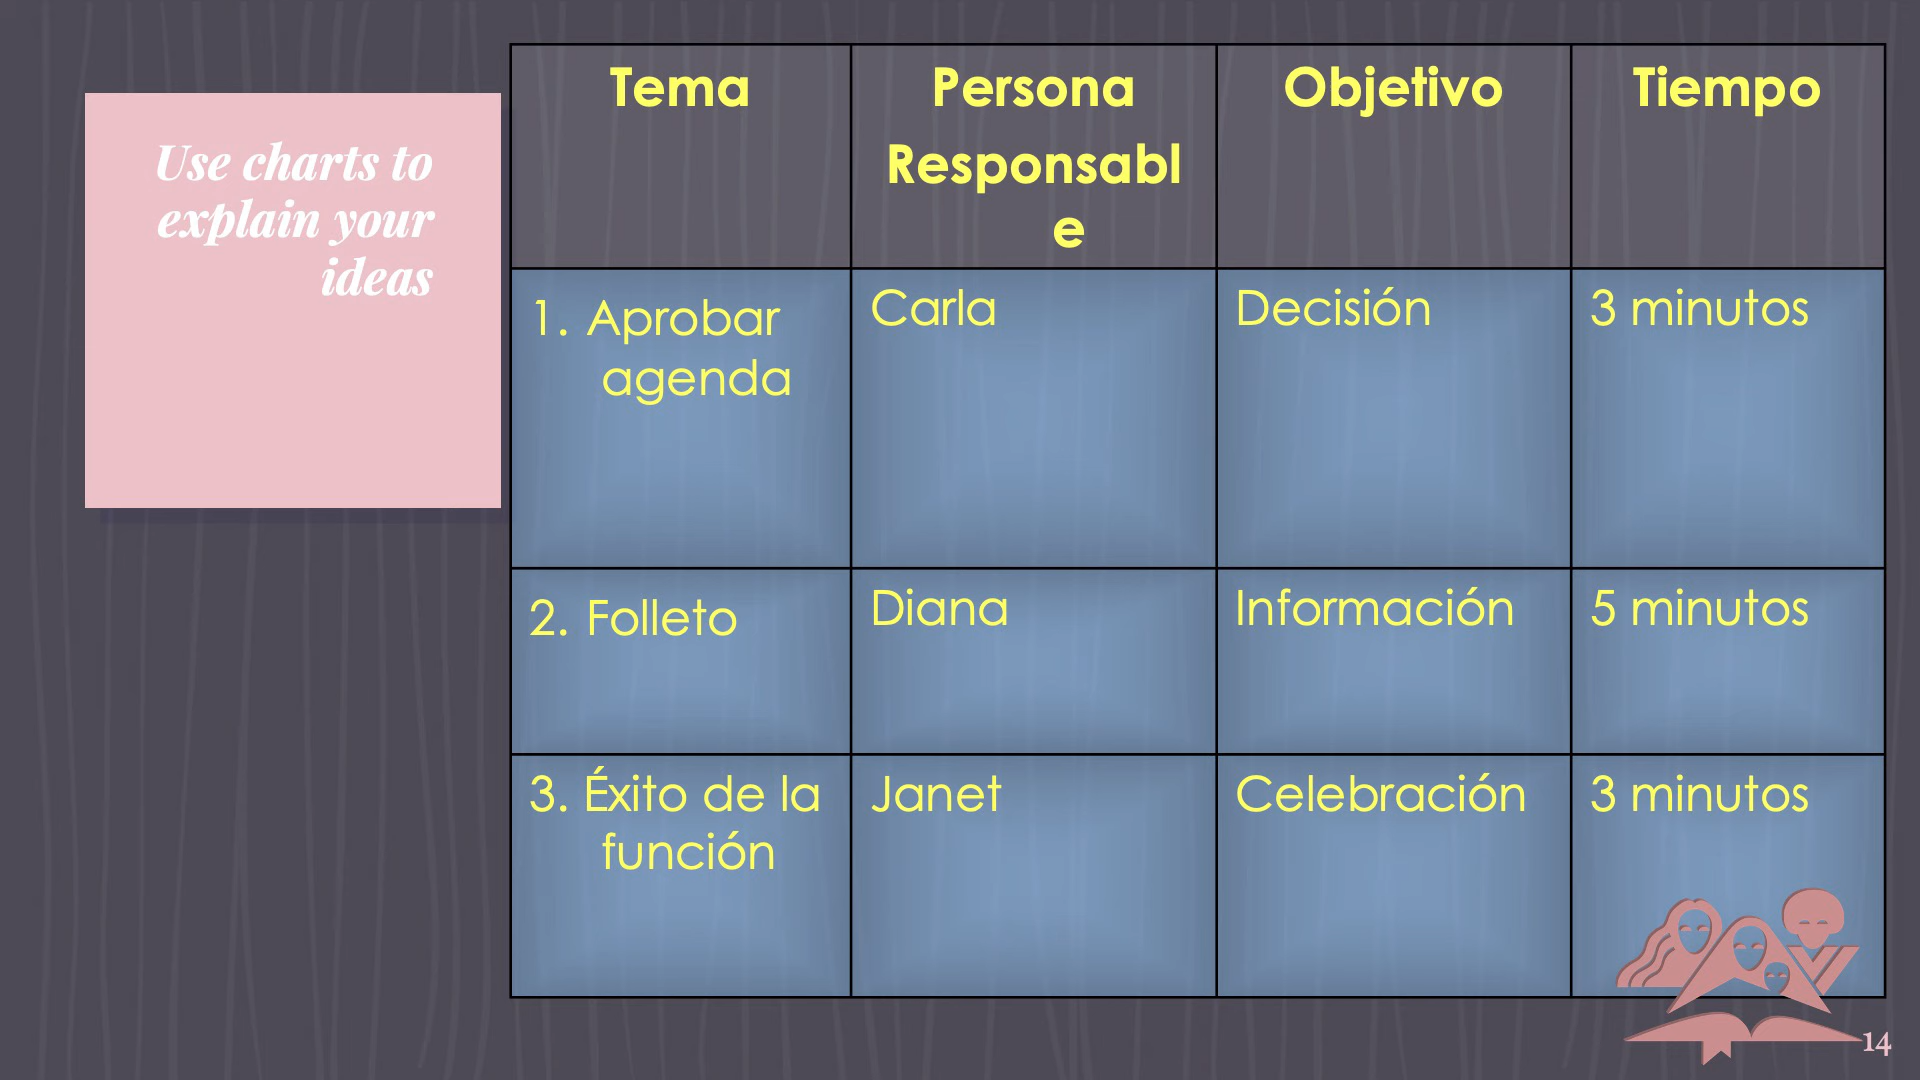 Use charts to
explain your
ideas
Tema
Persona
Responsabl
e
Objetivo
Tiempo
1. Aprobar
agenda
Carla
Decisión
3 minutos
2. Folleto
Diana
Información
5 minutos
3. Éxito de la
función
Janet
Celebración
3 minutos
14